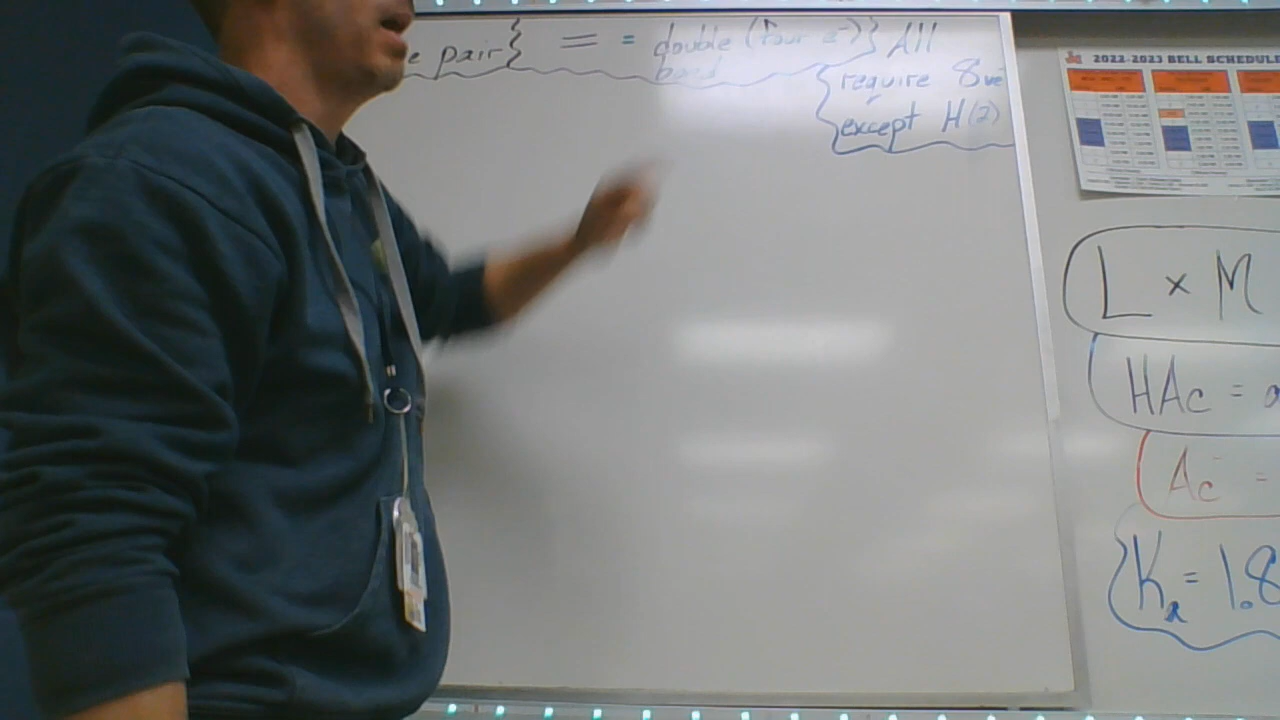 e pair} = = double (four e⁻)} All
bond
{require 8 ve
except H(2)
2022-2023 BELL SCHEDULE
L × M
HAc =
Ac⁻ =
Ka = 1.8